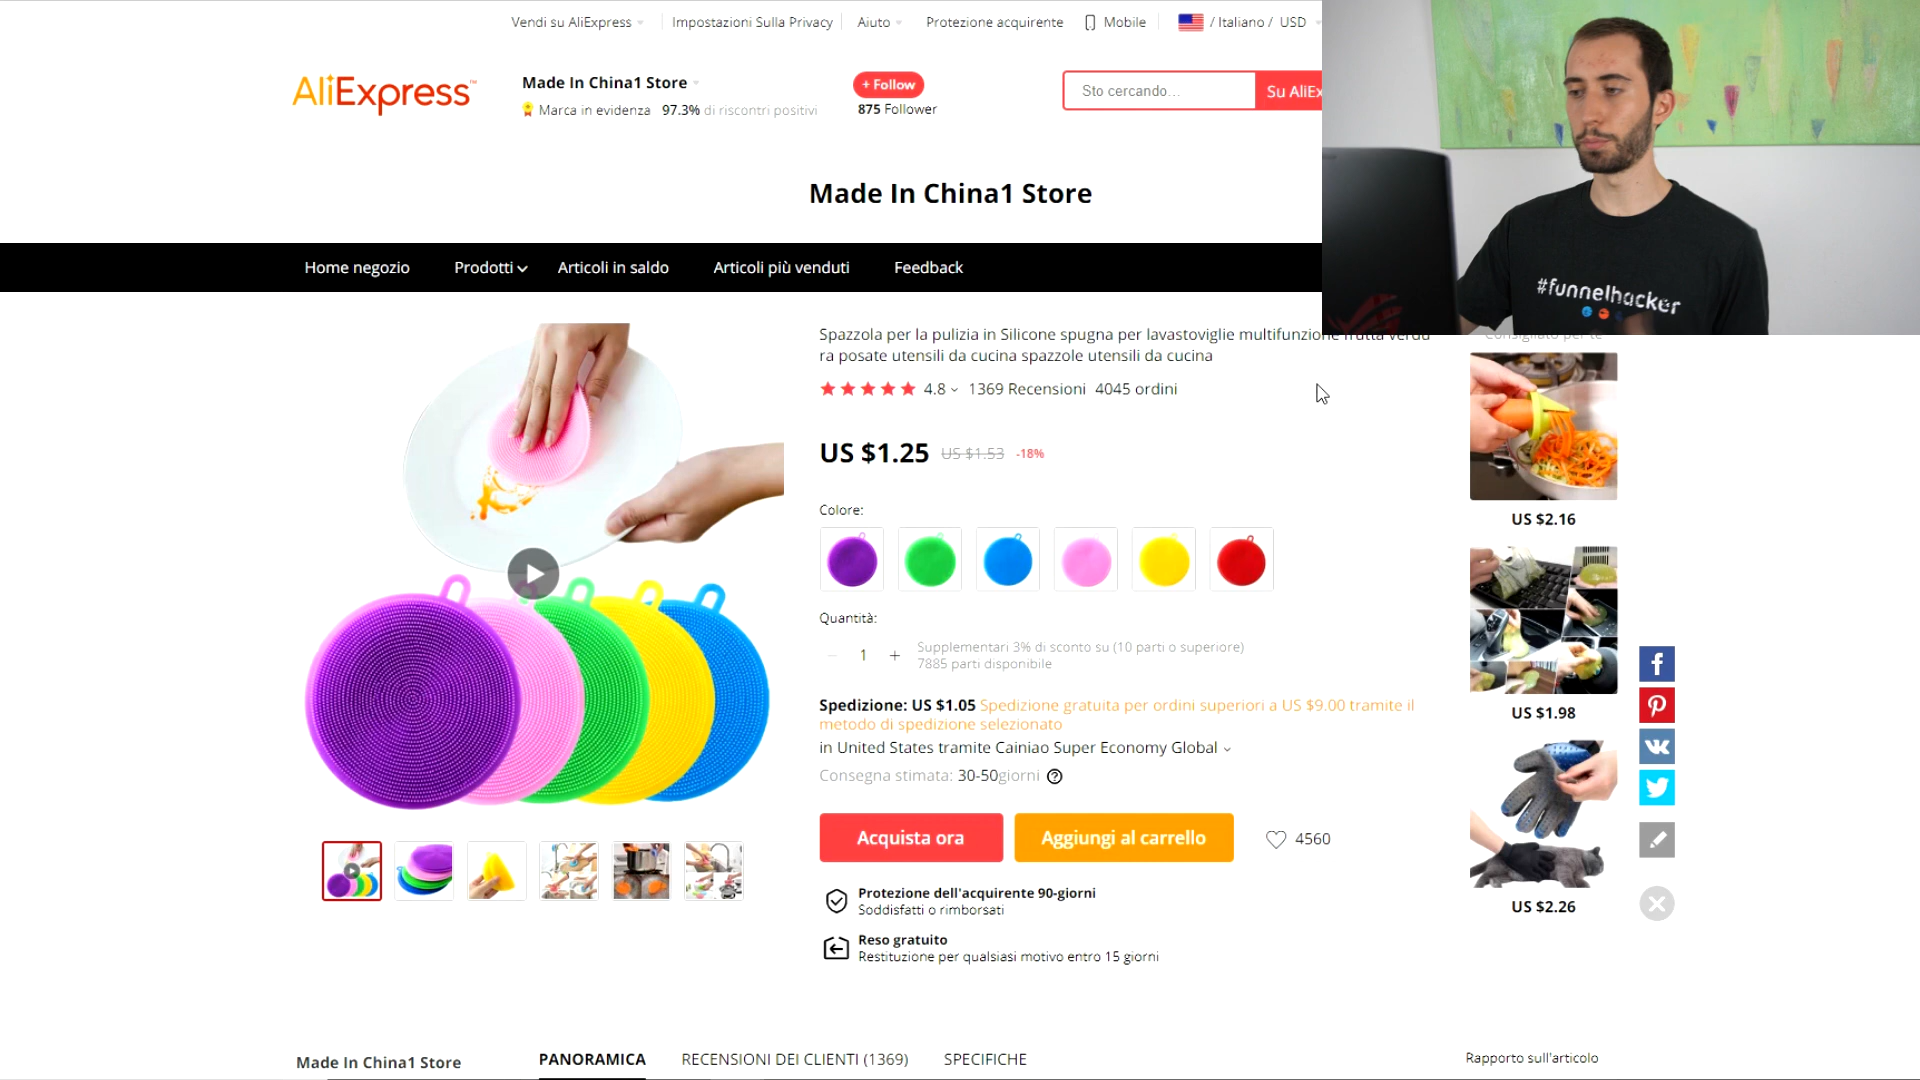 Vendi su AliExpress
Impostazioni Sulla Privacy
Aiuto
Protezione acquirente
Mobile
/ Italiano / USD
AliExpress™
Made In China1 Store
Marca in evidenza 97.3% di riscontri positivi
+ Follow
875 Follower
Sto cercando...
Su AliEx
#funnelhacker
Made In China1 Store
Home negozio
Prodotti
Articoli in saldo
Articoli più venduti
Feedback
Spazzola per la pulizia in Silicone spugna per lavastoviglie multifunzione frutta verdu
ra posate utensili da cucina spazzole utensili da cucina
4.8
1369 Recensioni
4045 ordini
US $1.25
US $1.53
-18%
Colore:
Quantità:
1
Supplementari 3% di sconto su (10 parti o superiore)
7885 parti disponibile
Spedizione: US $1.05 Spedizione gratuita per ordini superiori a US $9.00 tramite il
metodo di spedizione selezionato
in United States tramite Cainiao Super Economy Global
Consegna stimata: 30-50giorni
Acquista ora
Aggiungi al carrello
4560
Protezione dell'acquirente 90-giorni
Soddisfatti o rimborsati
Reso gratuito
Restituzione per qualsiasi motivo entro 15 giorni
Consigliato per te
US $2.16
US $1.98
US $2.26
Made In China1 Store
PANORAMICA
RECENSIONI DEI CLIENTI (1369)
SPECIFICHE
Rapporto sull'articolo